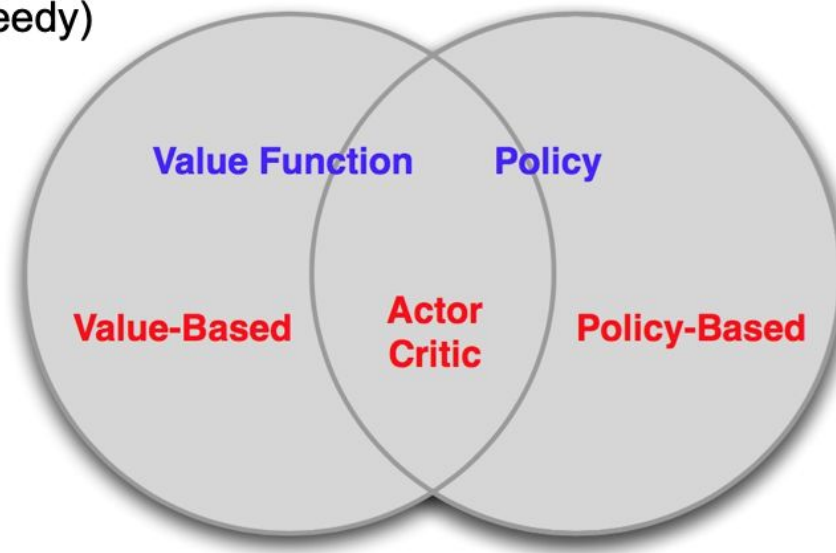 eedy)
Value Function
Policy
Value-Based
Actor
Critic
Policy-Based